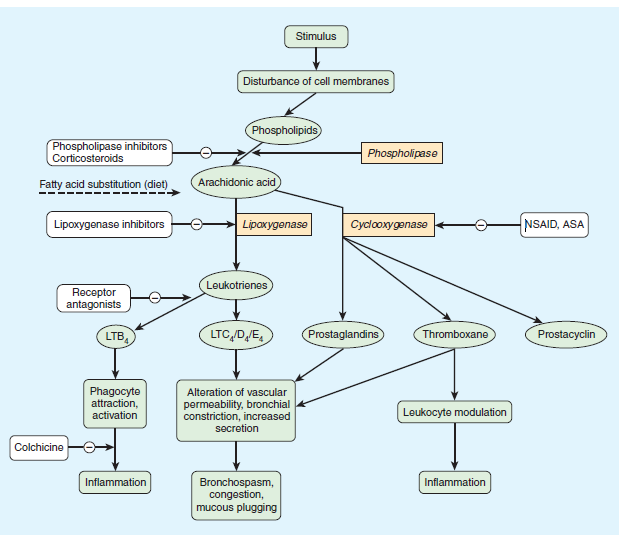 Stimulus
Disturbance of cell membranes
Phospholipids
Phospholipase inhibitors
Corticosteroids
−
Phospholipase
Fatty acid substitution (diet)
Arachidonic acid
Lipoxygenase inhibitors
−
Lipoxygenase
Cyclooxygenase
−
NSAID, ASA
Leukotrienes
Receptor
antagonists
−
LTB4
LTC4/D4/E4
Prostaglandins
Thromboxane
Prostacyclin
Phagocyte
attraction,
activation
Alteration of vascular
permeability, bronchial
constriction, increased
secretion
Leukocyte modulation
Colchicine
−
Inflammation
Bronchospasm,
congestion,
mucous plugging
Inflammation